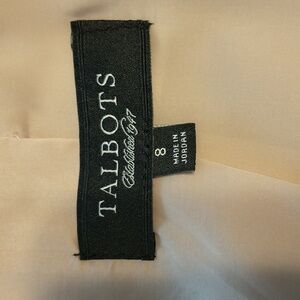 TALBOTS
Established 1947
8
MADE IN
JORDAN